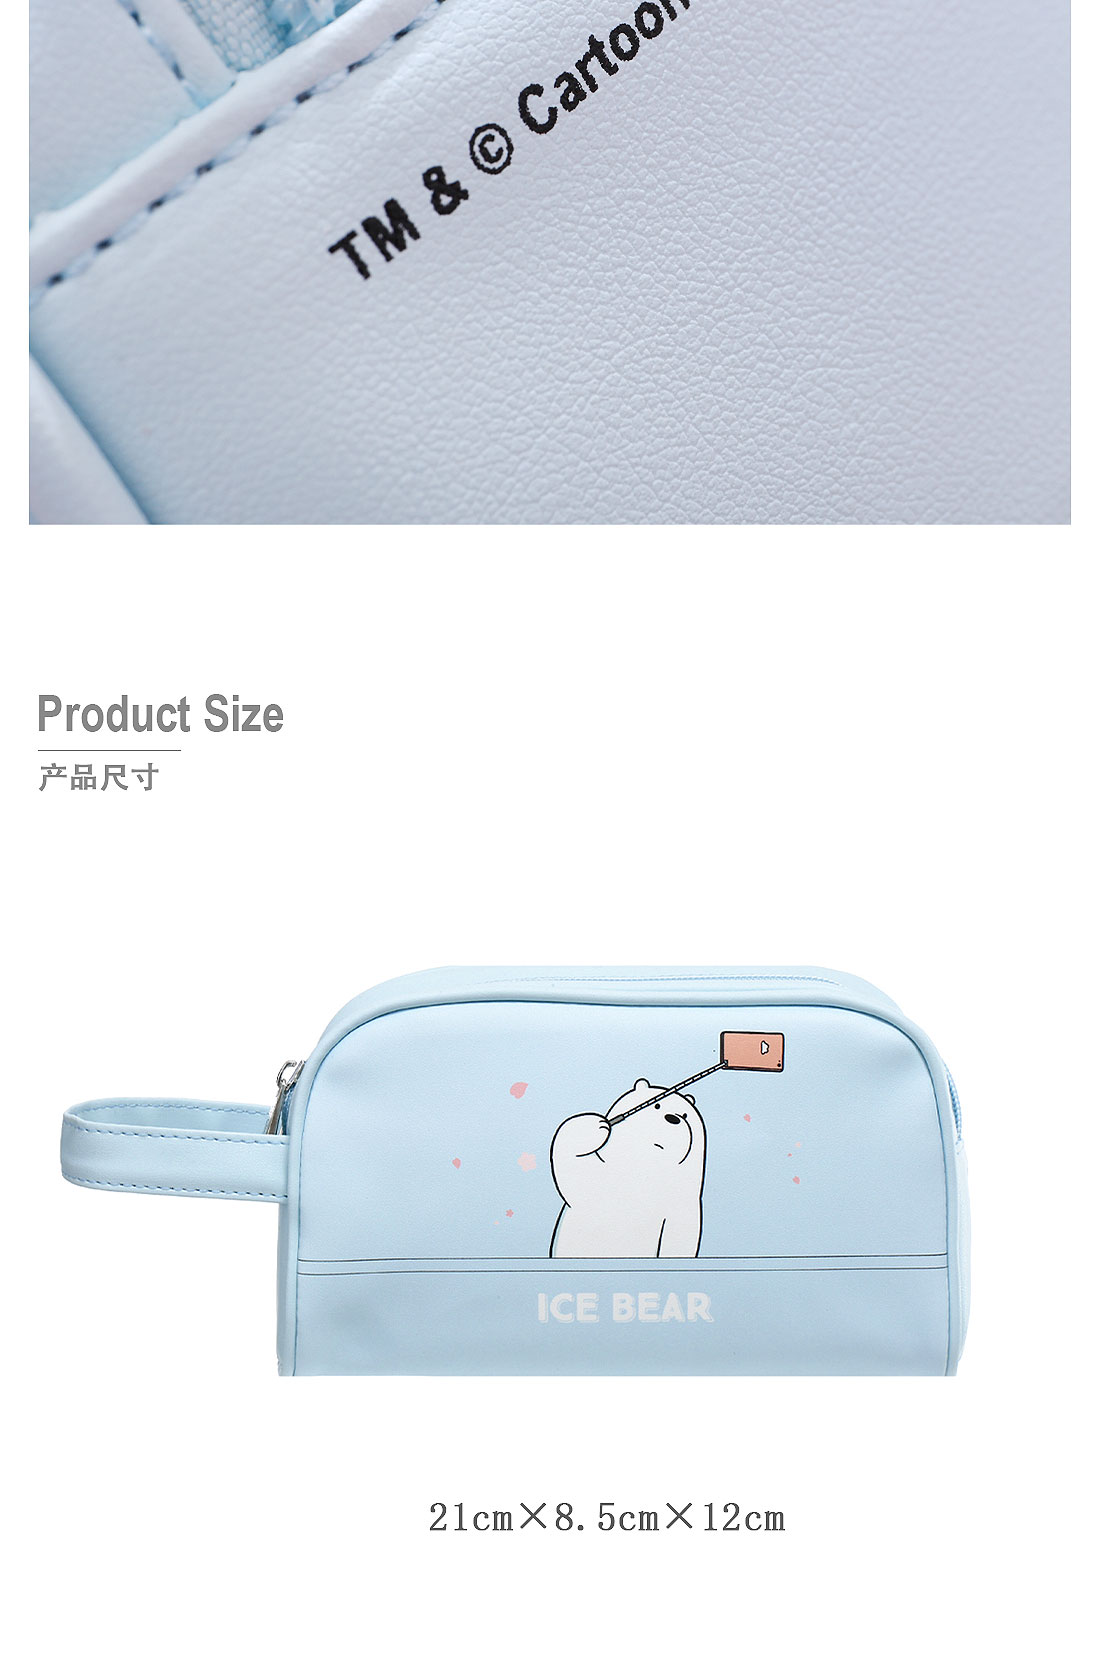 TM & © Cartoon
Product Size
产品尺寸
ICE BEAR
21cm×8.5cm×12cm